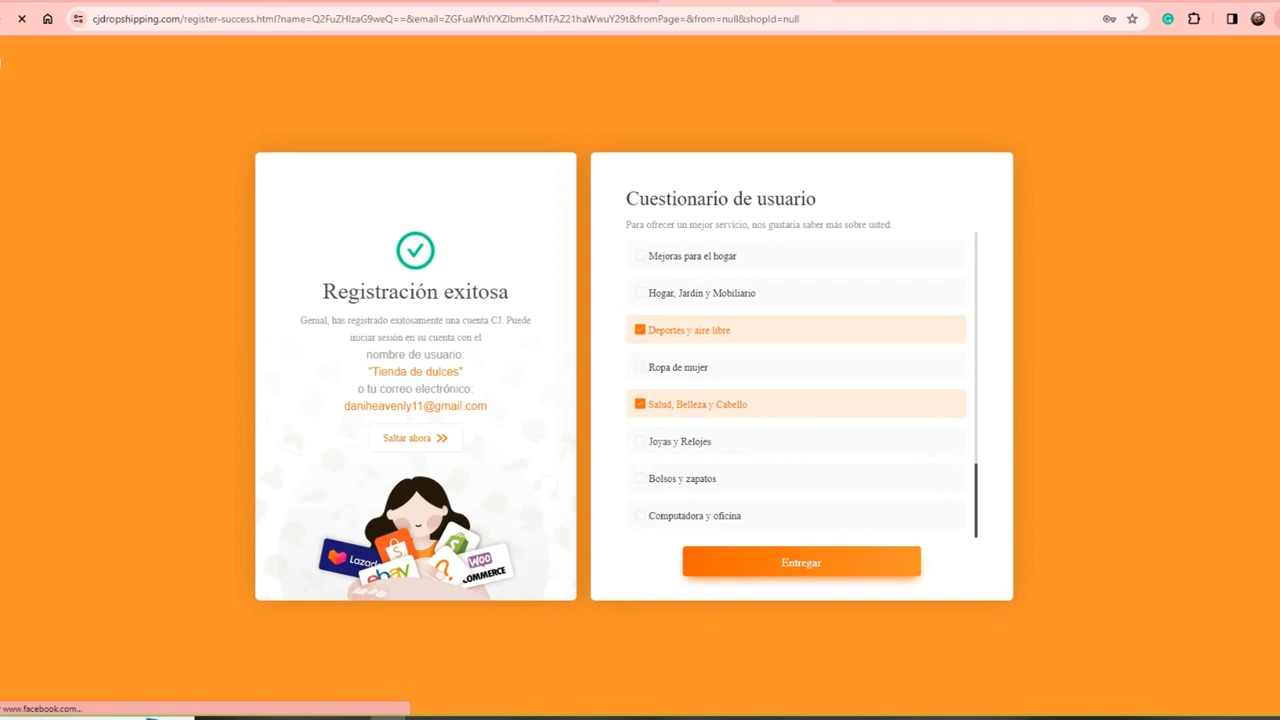 cjdropshipping.com/register-success.html?name=Q2FuZHlzaG9weQ==&email=ZGFuaWhlYXZlbmx5MTFAZ21haWwuY29t&fromPage=&from=null&shopId=null
Registración exitosa
Genial, has registrado exitosamente una cuenta CJ. Puede
iniciar sesión en su cuenta con el
nombre de usuario:
"Tienda de dulces"
o tu correo electrónico:
daniheavenly11@gmail.com
Saltar ahora
Lazad
ebay
WOO
COMMERCE
Cuestionario de usuario
Para ofrecer un mejor servicio, nos gustaría saber más sobre usted.
Mejoras para el hogar
Hogar, Jardín y Mobiliario
Deportes y aire libre
Ropa de mujer
Salud, Belleza y Cabello
Joyas y Relojes
Bolsos y zapatos
Computadora y oficina
Entregar
www.facebook.com...